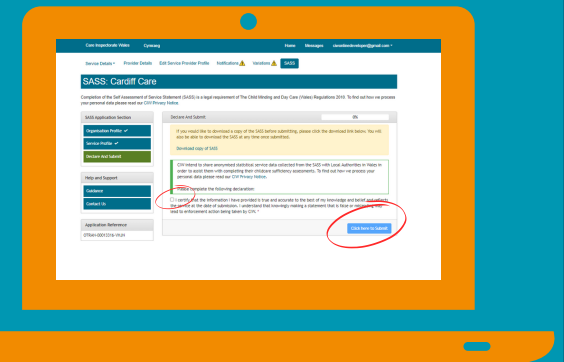 Care Inspectorate Wales Cymraeg Home Messages
Service Details Provider Details Edit Service Provider Profile Notifications Variations SASS
SASS: Cardiff Care
Completion of the Self Assessment of Service Statement (SASS) is a legal requirement of The Child Minding and Day Care (Wales) Regulations 2010. To find out how we process
your personal data please read our CIW Privacy Notice.
SASS Application Section
Organisation Profile ✓
Service Profile ✓
Declare And Submit
Help and Support
Guidance
Contact Us
Application Reference
Declare And Submit 0%
If you would like to download a copy of the SASS before submitting, please click the download link below. You will
also be able to download the SASS at any time once submitted.
Download copy of SASS
CIW intend to share anonymised statistical service data collected from the SASS with Local Authorities in Wales in
order to assist them with computing their childcare sufficiency assessments. To find out how we process your
personal data please read our CIW Privacy Notice.
Please complete the following declaration:
I certify that the information I have provided is true and accurate to the best of my knowledge and belief and reflects
the service at the date of submission. I understand that knowingly making a statement that is false or misleading may
lead to enforcement action being taken by CIW. *
Click here to Submit